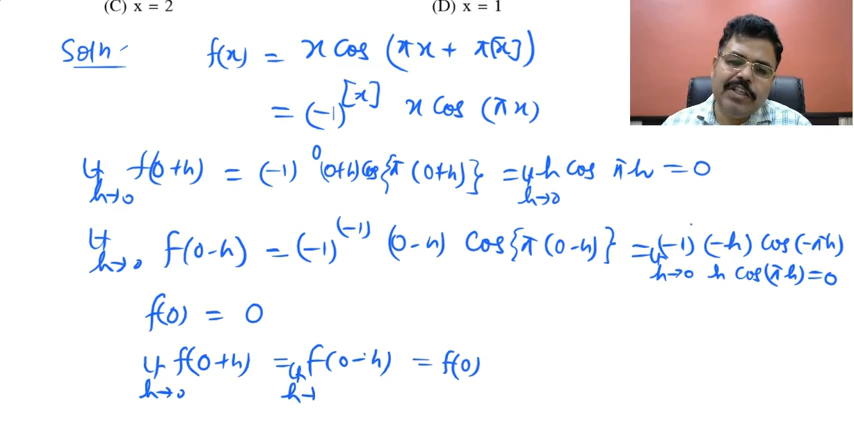 (C) x = 2 (D) x = 1
Soln:- f(x) = x cos (πx + π[x])
= (-1)^[x] x cos (πx)
Lt h→0 f(0+h) = (-1)^0 (0+h) cos{π(0+h)} = Lt h→0 h cos πh = 0
Lt h→0 f(0-h) = (-1)^(-1) (0-h) cos{π(0-h)} = Lt h→0 (-1) (-h) cos(-πh)
h cos(πh) = 0
f(0) = 0
Lt h→0 f(0+h) = Lt h→ f(0-h) = f(0)